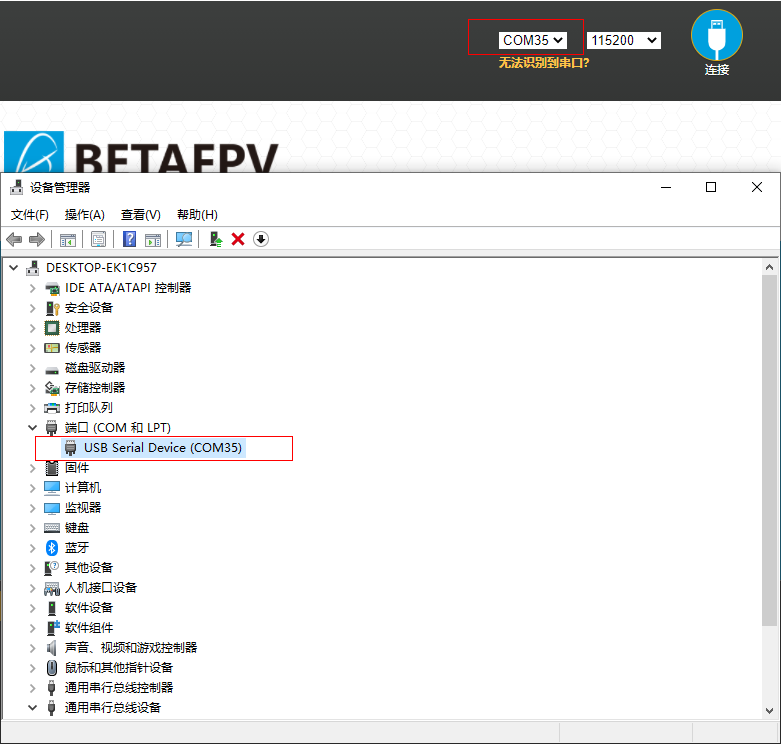 COM35
115200
无法识别到串口?
连接
BETAFPV
设备管理器
文件(F) 操作(A) 查看(V) 帮助(H)
DESKTOP-EK1C957
IDE ATA/ATAPI 控制器
安全设备
处理器
传感器
磁盘驱动器
存储控制器
打印队列
端口 (COM 和 LPT)
USB Serial Device (COM35)
固件
计算机
监视器
键盘
蓝牙
其他设备
人机接口设备
软件设备
软件组件
声音、视频和游戏控制器
鼠标和其他指针设备
通用串行总线控制器
通用串行总线设备